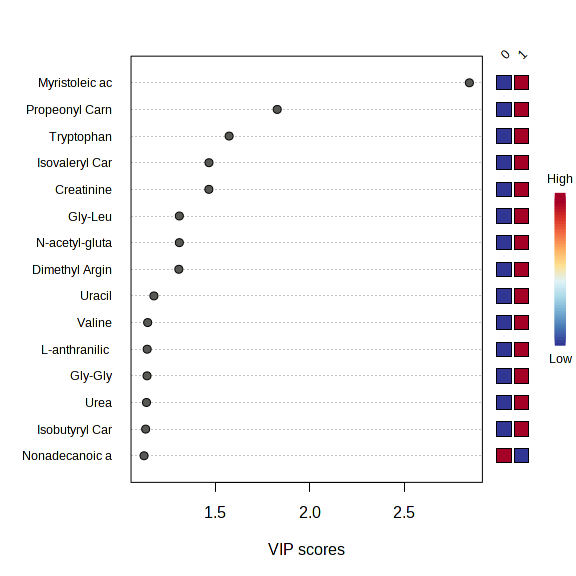 0 1
Myristoleic ac
Propeonyl Carn
Tryptophan
Isovaleryl Car
Creatinine
Gly-Leu
N-acetyl-gluta
Dimethyl Argin
Uracil
Valine
L-anthranilic
Gly-Gly
Urea
Isobutyryl Car
Nonadecanoic a
High
Low
1.5 2.0 2.5
VIP scores